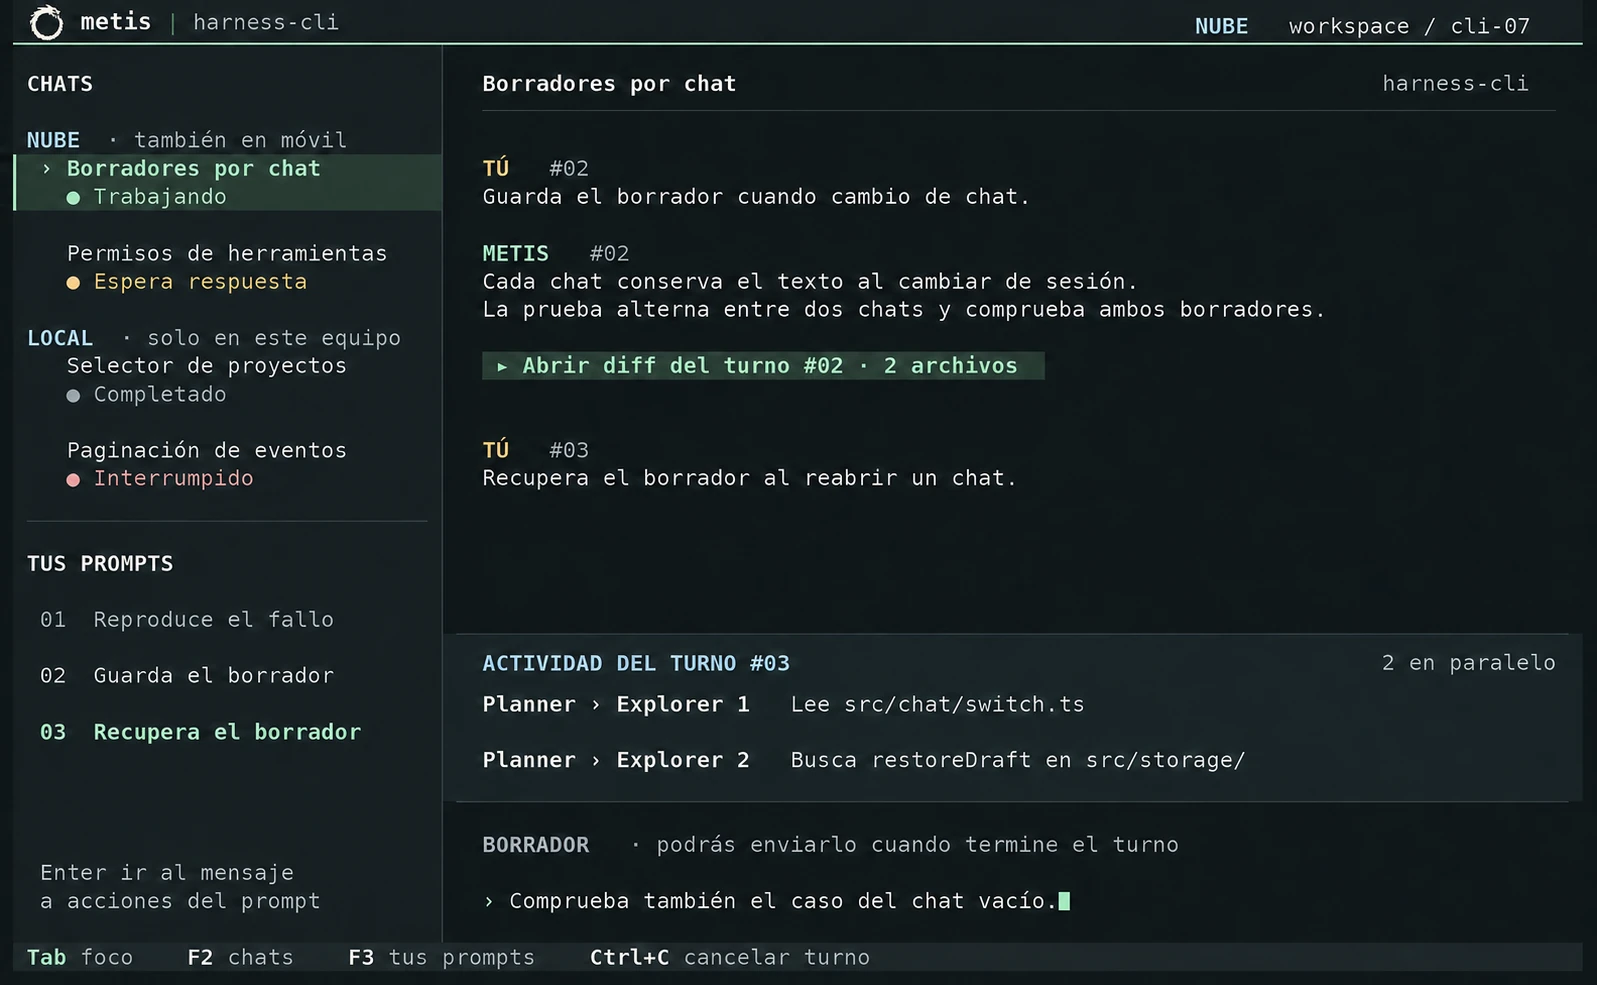 metis | harness-cli
NUBE workspace / cli-07
CHATS
NUBE · también en móvil
› Borradores por chat
● Trabajando
Permisos de herramientas
● Espera respuesta
LOCAL · solo en este equipo
Selector de proyectos
● Completado
Paginación de eventos
● Interrumpido
TUS PROMPTS
01 Reproduce el fallo
02 Guarda el borrador
03 Recupera el borrador
Enter ir al mensaje
a acciones del prompt
Borradores por chat harness-cli
TÚ #02
Guarda el borrador cuando cambio de chat.
METIS #02
Cada chat conserva el texto al cambiar de sesión.
La prueba alterna entre dos chats y comprueba ambos borradores.
▸ Abrir diff del turno #02 · 2 archivos
TÚ #03
Recupera el borrador al reabrir un chat.
ACTIVIDAD DEL TURNO #03 2 en paralelo
Planner › Explorer 1 Lee src/chat/switch.ts
Planner › Explorer 2 Busca restoreDraft en src/storage/
BORRADOR · podrás enviarlo cuando termine el turno
› Comprueba también el caso del chat vacío.
Tab foco F2 chats F3 tus prompts Ctrl+C cancelar turno